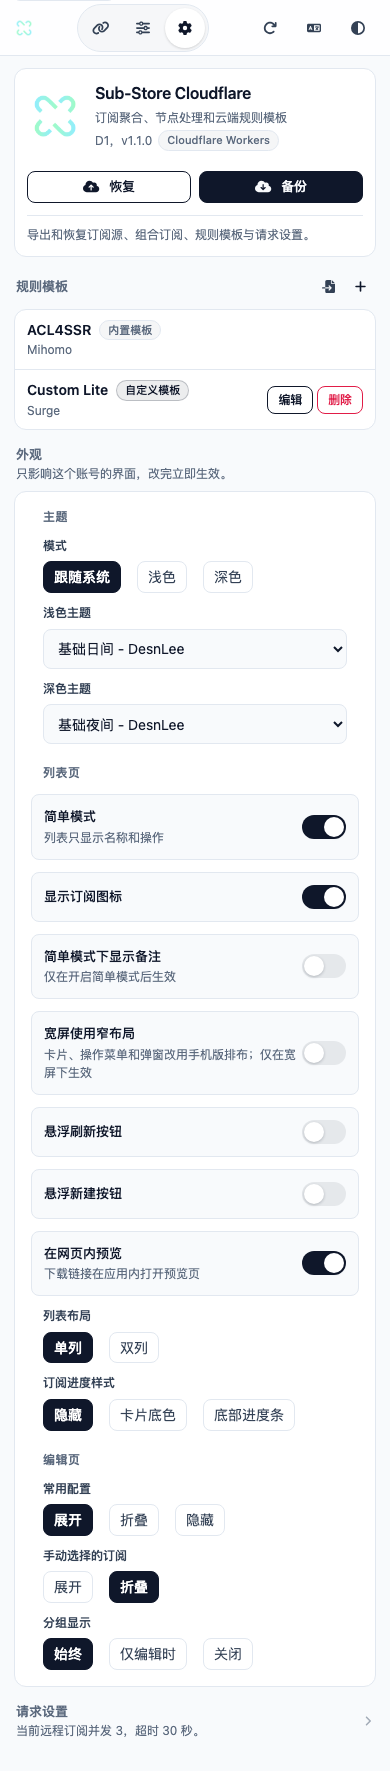 Sub-Store Cloudflare
订阅聚合、节点处理和云端规则模板
D1，v1.1.0 Cloudflare Workers
恢复 备份
导出和恢复订阅源、组合订阅、规则模板与请求设置。
规则模板
ACL4SSR 内置模板
Mihomo
Custom Lite 自定义模板
Surge
编辑 删除
外观
只影响这个账号的界面，改完立即生效。
主题
模式
跟随系统 浅色 深色
浅色主题
基础日间 - DesnLee
深色主题
基础夜间 - DesnLee
列表页
简单模式
列表只显示名称和操作
显示订阅图标
简单模式下显示备注
仅在开启简单模式后生效
宽屏使用窄布局
卡片、操作菜单和弹窗改用手机版排布；仅在宽
屏下生效
悬浮刷新按钮
悬浮新建按钮
在网页内预览
下载链接在应用内打开预览页
列表布局
单列 双列
订阅进度样式
隐藏 卡片底色 底部进度条
编辑页
常用配置
展开 折叠 隐藏
手动选择的订阅
展开 折叠
分组显示
始终 仅编辑时 关闭
请求设置
当前远程订阅并发 3，超时 30 秒。